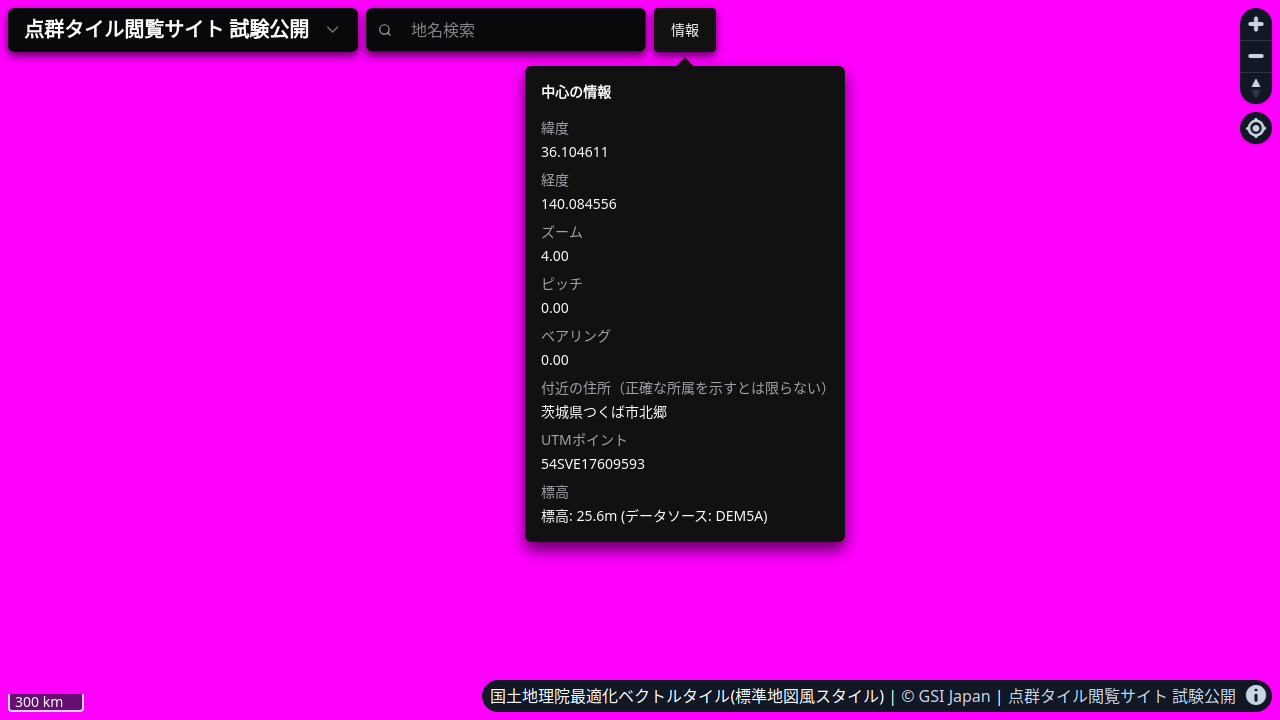 点群タイル閲覧サイト 試験公開
地名検索
情報
中心の情報
緯度
36.104611
経度
140.084556
ズーム
4.00
ピッチ
0.00
ベアリング
0.00
付近の住所（正確な所属を示すとは限らない）
茨城県つくば市北郷
UTMポイント
54SVE17609593
標高
標高: 25.6m (データソース: DEM5A)
300 km
国土地理院最適化ベクトルタイル(標準地図風スタイル) | © GSI Japan | 点群タイル閲覧サイト 試験公開